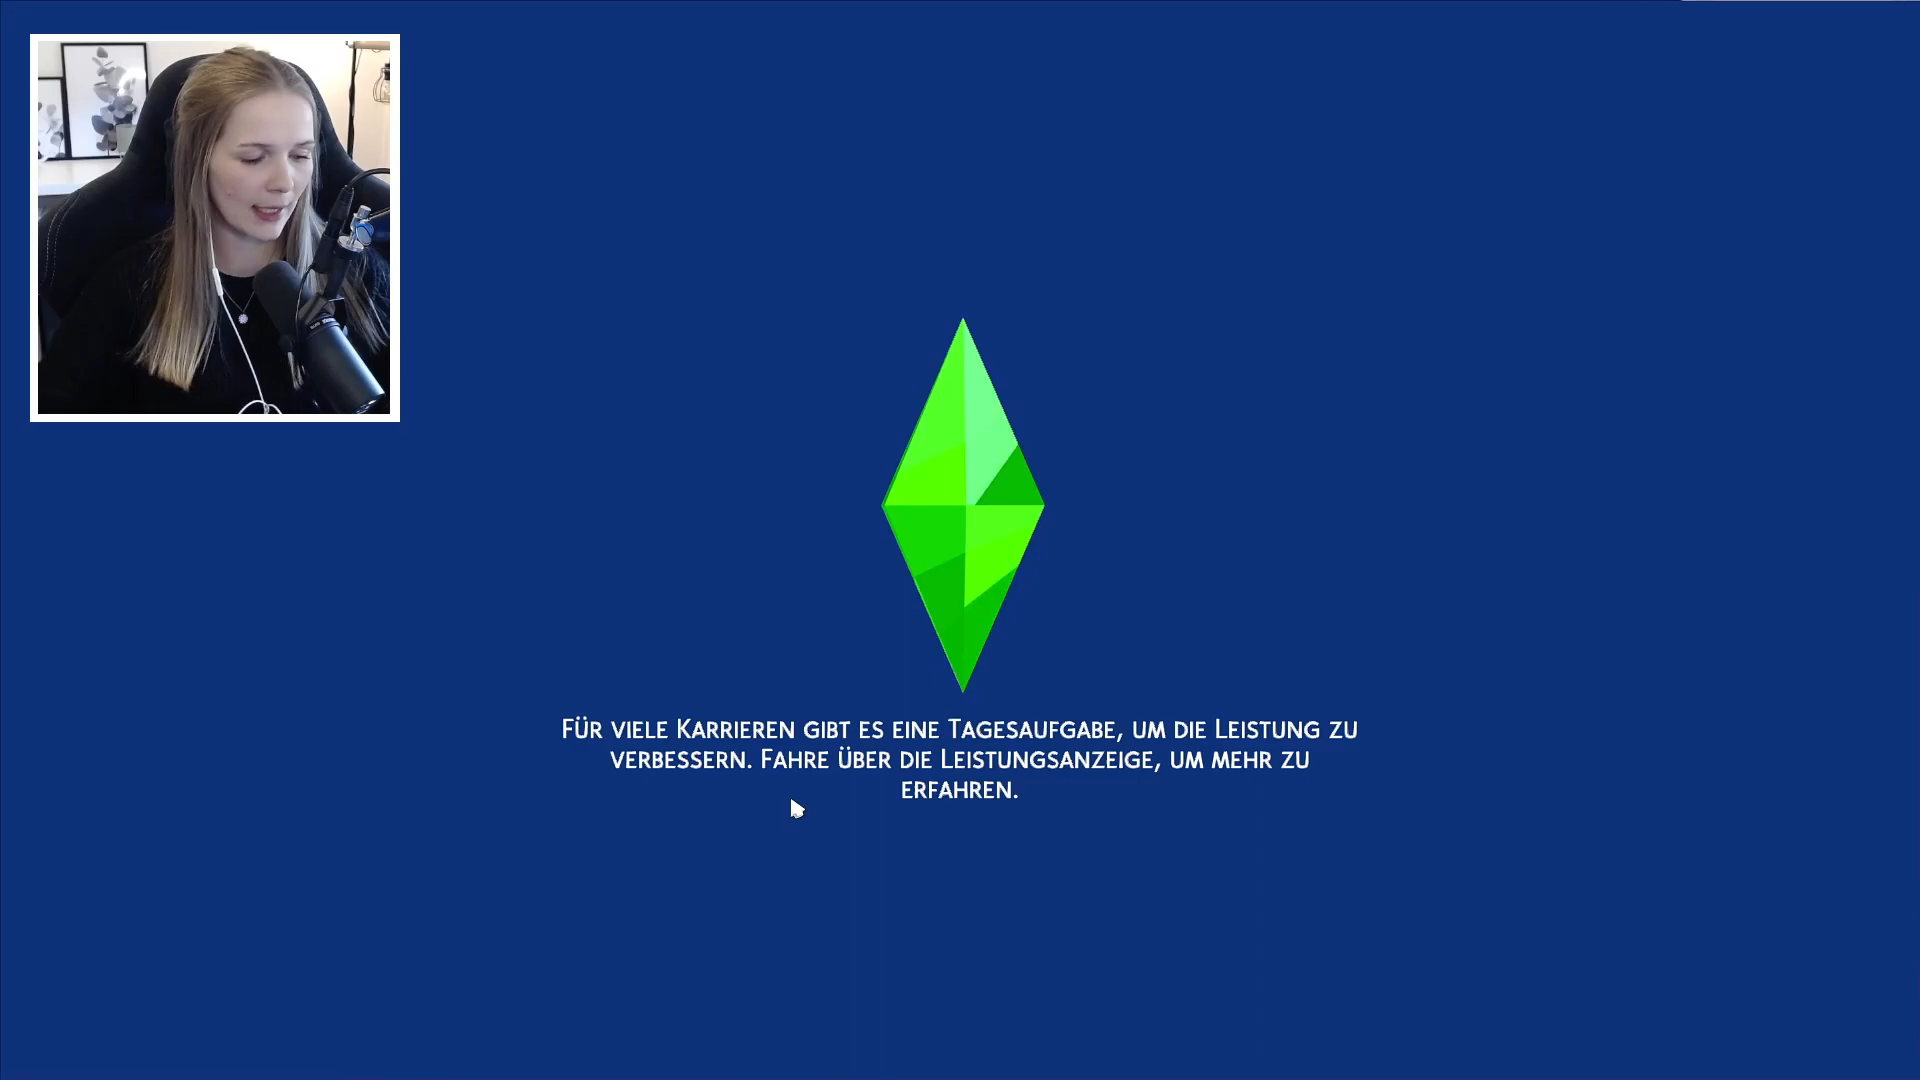 Für viele Karrieren gibt es eine Tagesaufgabe, um die Leistung zu
verbessern. Fahre über die Leistungsanzeige, um mehr zu
erfahren.